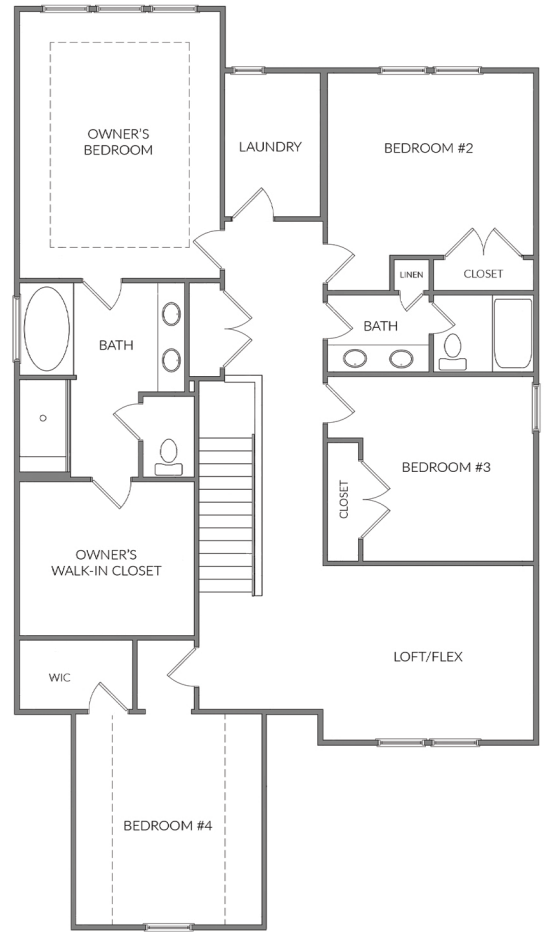 OWNER'S
BEDROOM
LAUNDRY
BEDROOM #2
LINEN
CLOSET
BATH
BATH
BEDROOM #3
CLOSET
OWNER'S
WALK-IN CLOSET
LOFT/FLEX
WIC
BEDROOM #4